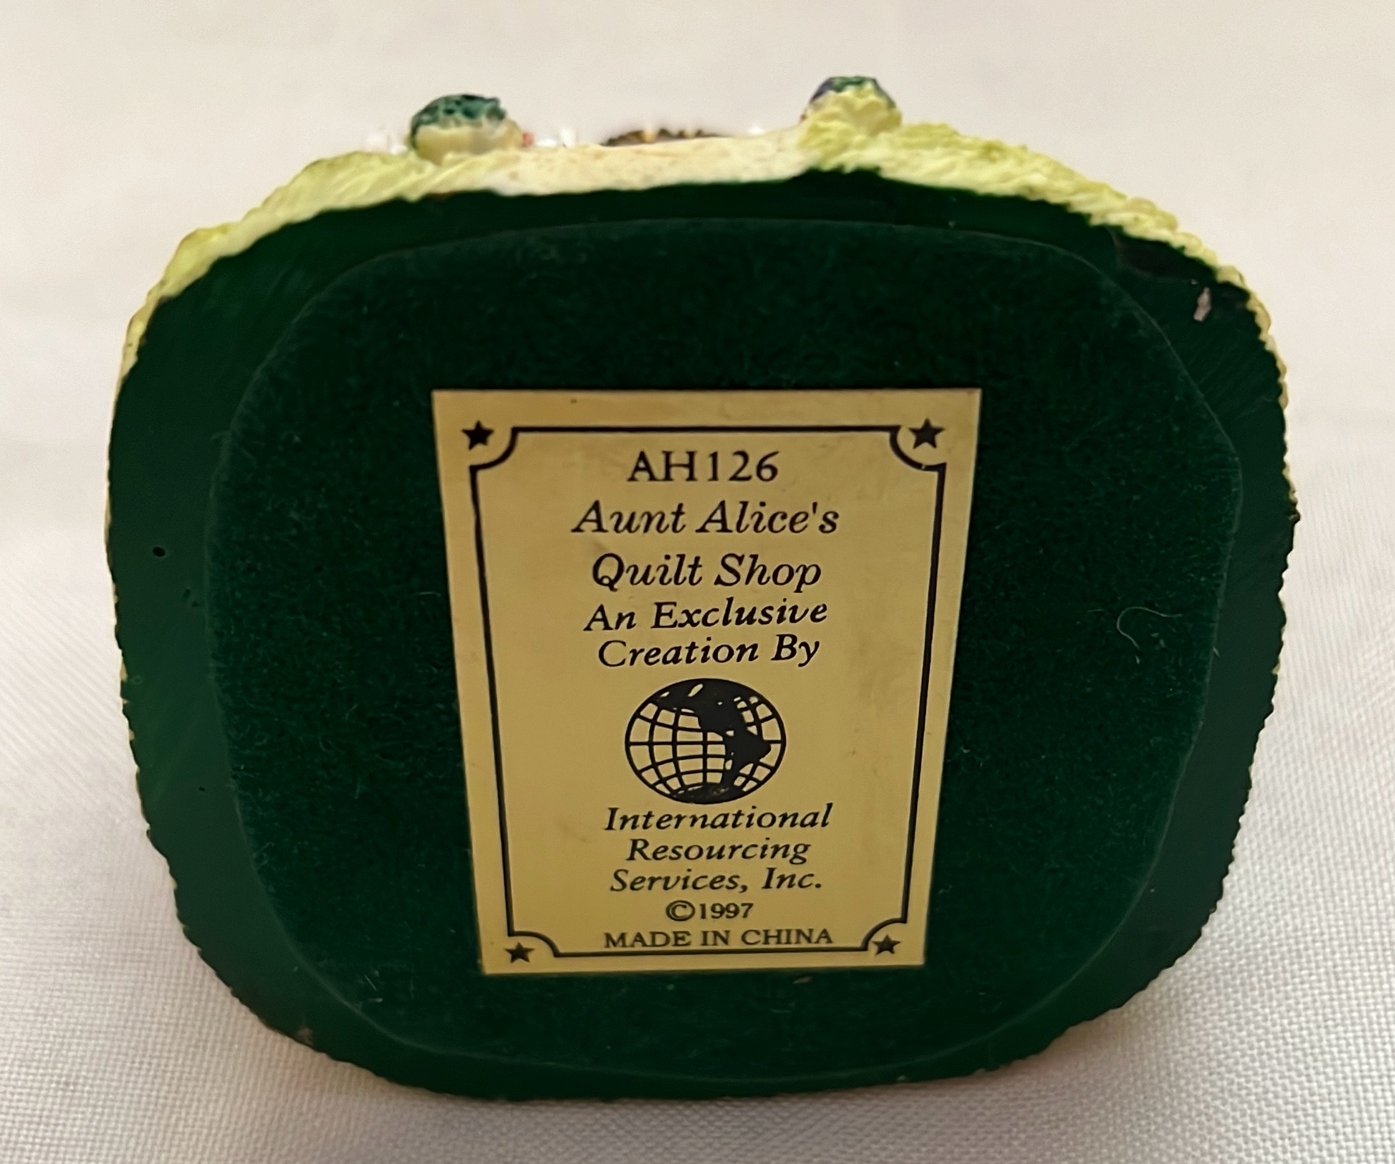 AH126
Aunt Alice's
Quilt Shop
An Exclusive
Creation By
International
Resourcing
Services, Inc.
©1997
MADE IN CHINA